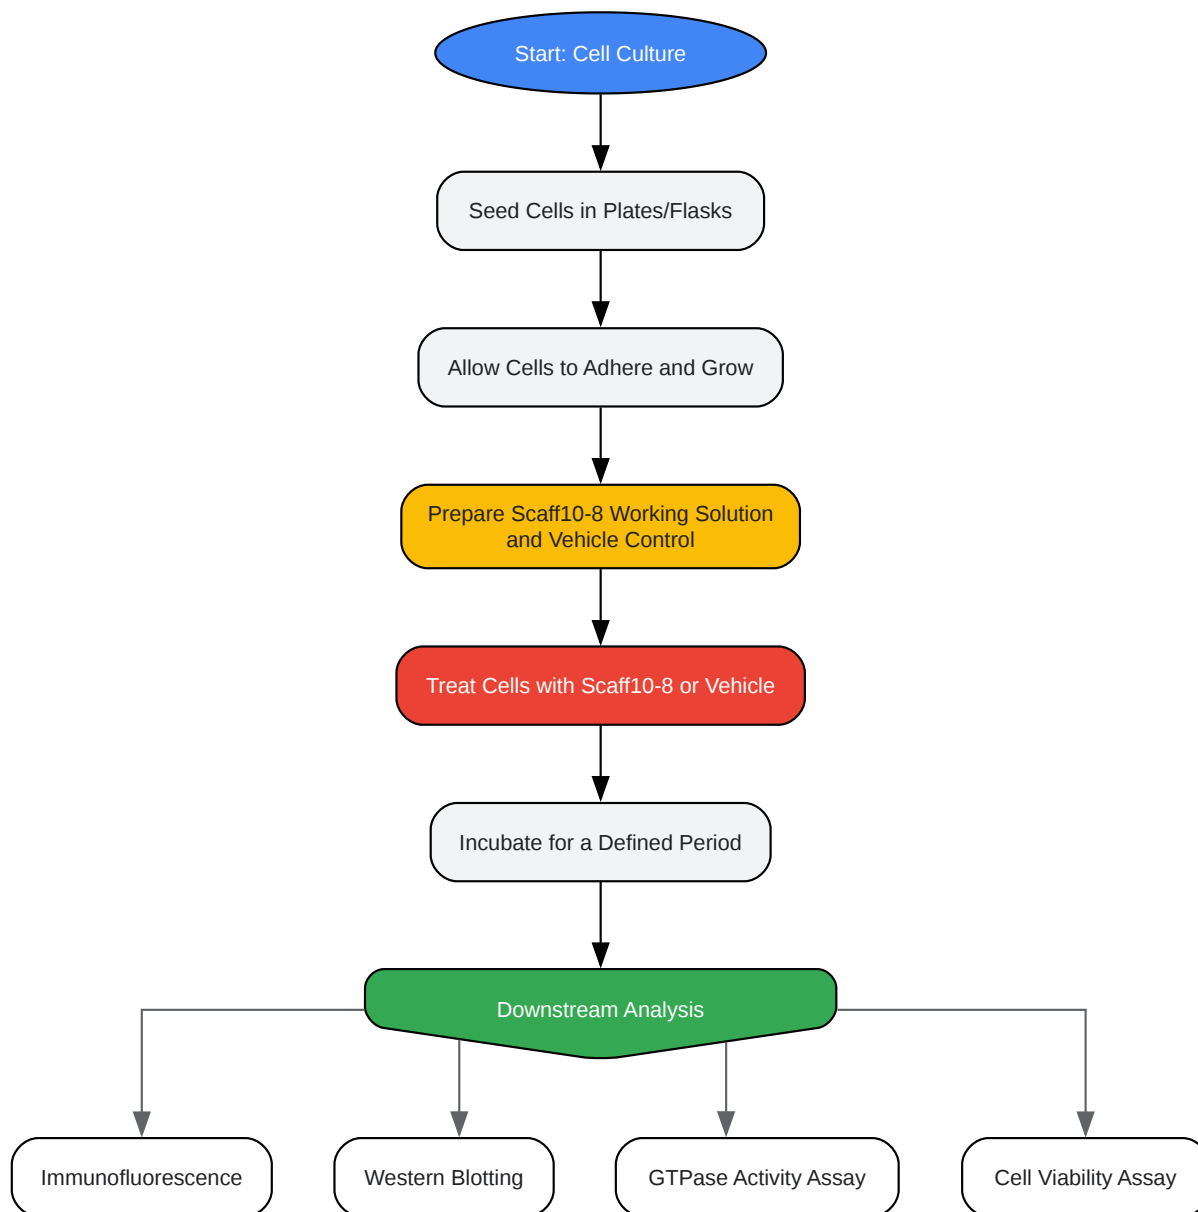 Start: Cell Culture
Seed Cells in Plates/Flasks
Allow Cells to Adhere and Grow
Prepare Scaff10-8 Working Solution
and Vehicle Control
Treat Cells with Scaff10-8 or Vehicle
Incubate for a Defined Period
Downstream Analysis
Immunofluorescence
Western Blotting
GTPase Activity Assay
Cell Viability Assay